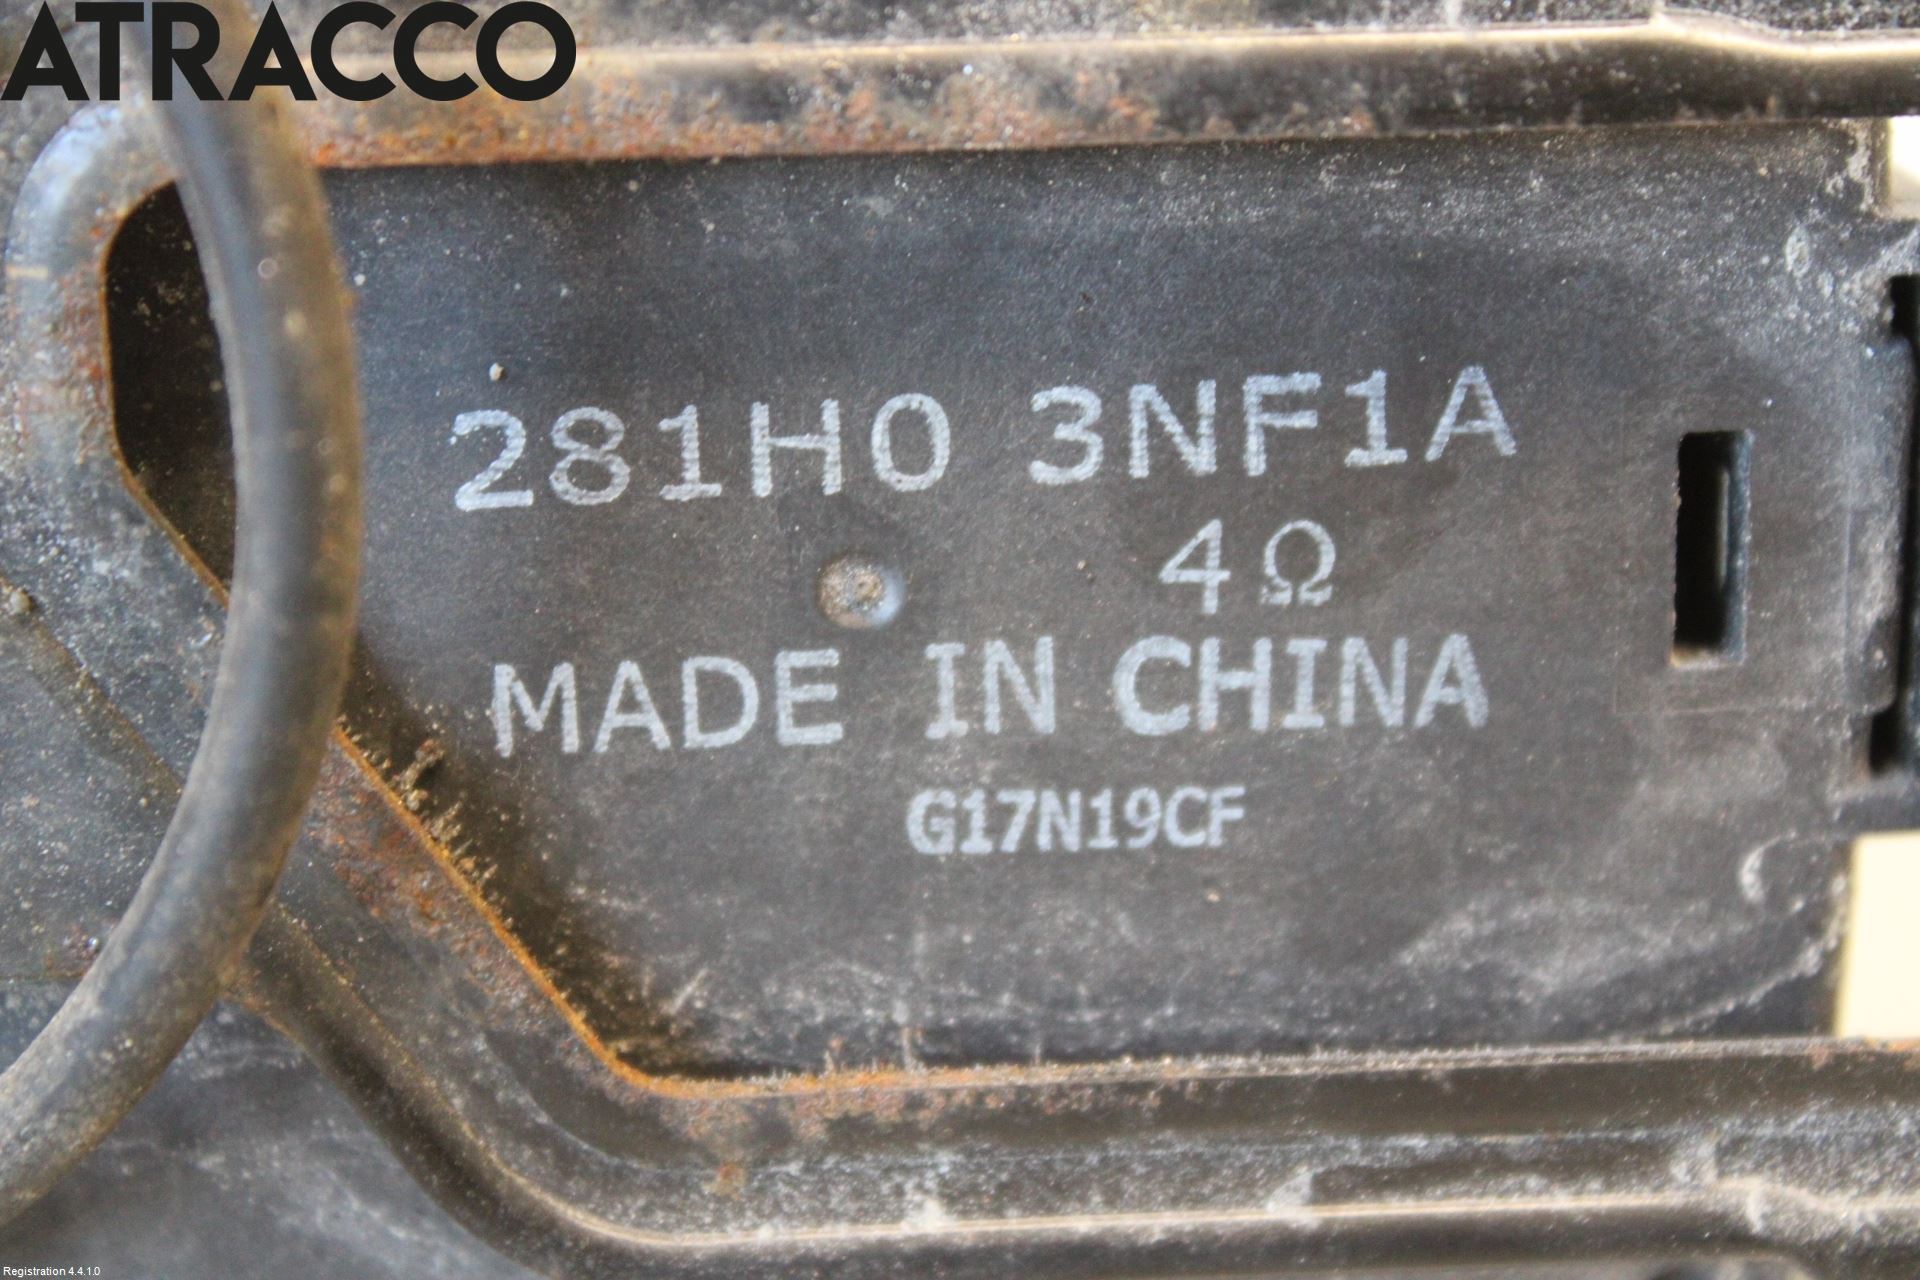 ATRACCO
281H0 3NF1A
4Ω
MADE IN CHINA
G17N19CF
Registration 4.4.1.0